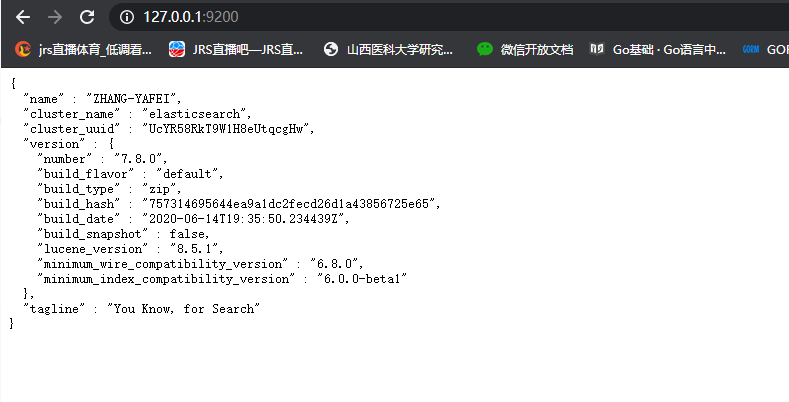 127.0.0.1:9200
jrs直播体育_低调看... JRS直播吧—JRS直... 山西医科大学研究... 微信开放文档 Go基础 · Go语言中... GORM GOF
{
"name" : "ZHANG-YAFEI",
"cluster_name" : "elasticsearch",
"cluster_uuid" : "UcYR58RkT9W1H8eUtqcgHw",
"version" : {
"number" : "7.8.0",
"build_flavor" : "default",
"build_type" : "zip",
"build_hash" : "757314695644ea9a1dc2fecd26d1a43856725e65",
"build_date" : "2020-06-14T19:35:50.234439Z",
"build_snapshot" : false,
"lucene_version" : "8.5.1",
"minimum_wire_compatibility_version" : "6.8.0",
"minimum_index_compatibility_version" : "6.0.0-beta1"
},
"tagline" : "You Know, for Search"
}